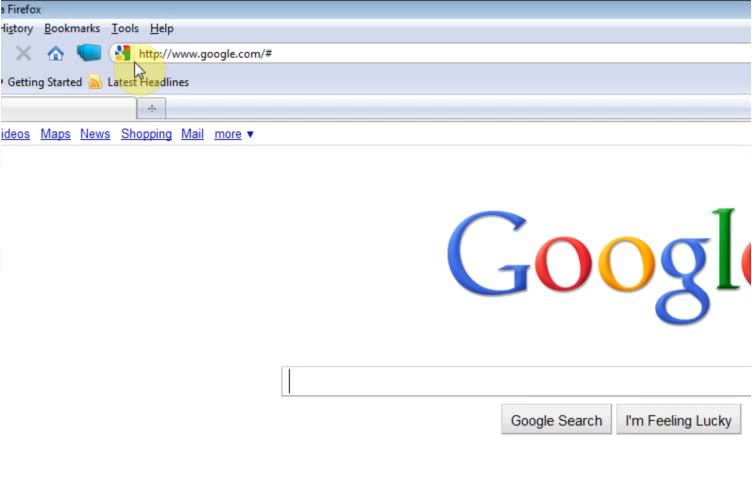 a Firefox
History Bookmarks Tools Help
http://www.google.com/#
Getting Started Latest Headlines
ideos Maps News Shopping Mail more ▼
Googl
Google Search I'm Feeling Lucky